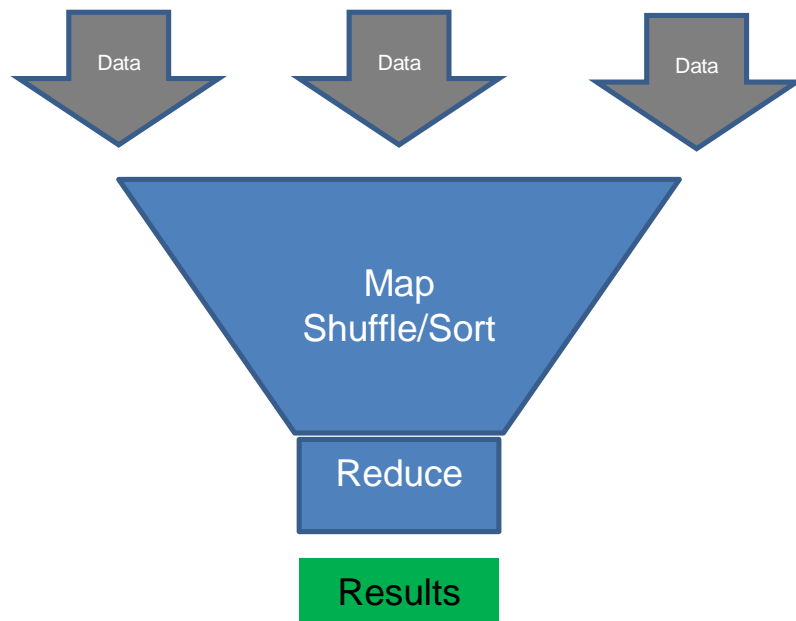 Data
Data
Data
Map
Shuffle/Sort
Reduce
Results